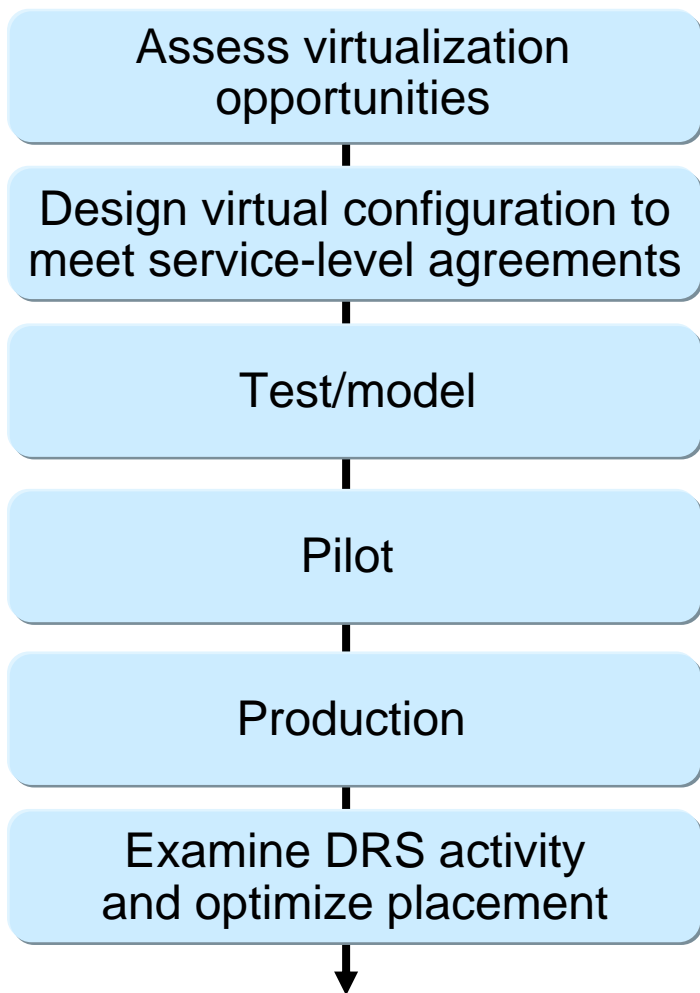 Assess virtualization
opportunities
Design virtual configuration to
meet service-level agreements
Test/model
Pilot
Production
Examine DRS activity
and optimize placement